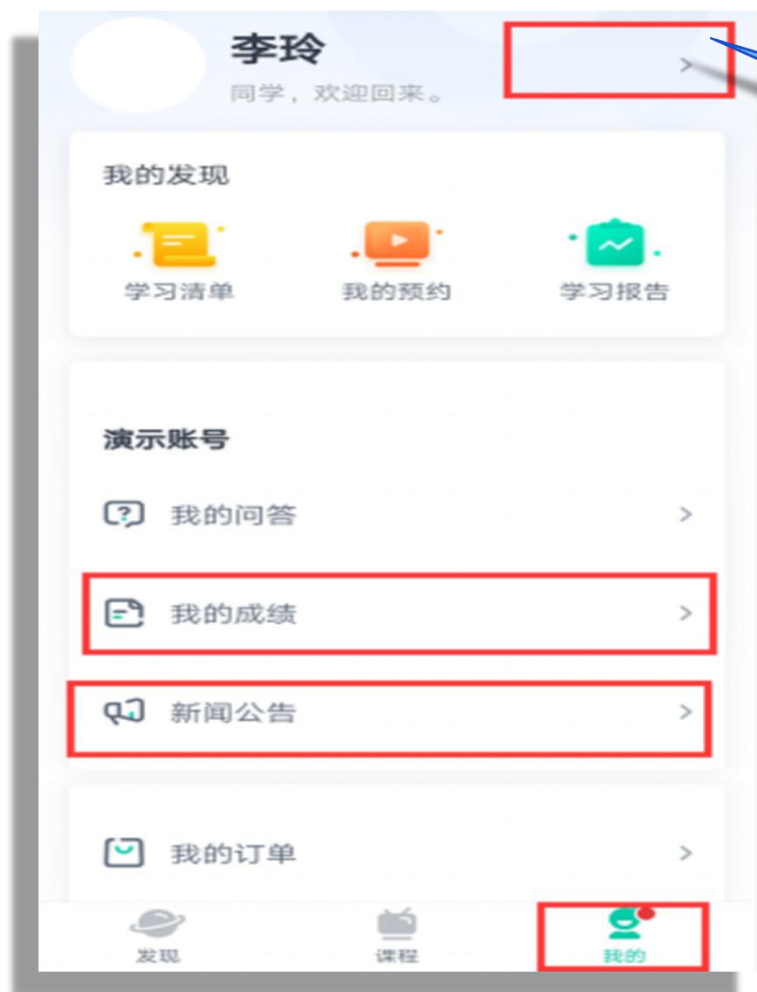 李玲
同学，欢迎回来。
我的发现
学习清单 我的预约 学习报告
演示账号
我的问答
我的成绩
新闻公告
我的订单
发现 课程 我的